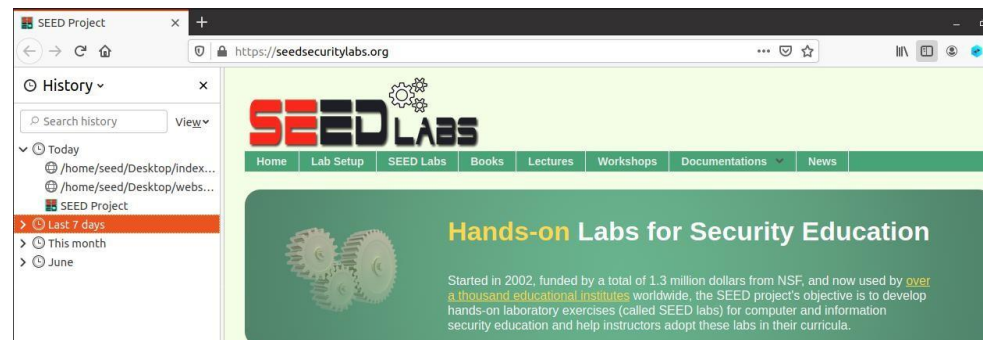 SEED Project
https://seedsecuritylabs.org
History
Search history
View
Today
/home/seed/Desktop/index...
/home/seed/Desktop/webs...
SEED Project
Last 7 days
This month
June
SEED LABS
Home Lab Setup SEED Labs Books Lectures Workshops Documentations News
Hands-on Labs for Security Education
Started in 2002, funded by a total of 1.3 million dollars from NSF, and now used by over
a thousand educational institutes worldwide, the SEED project's objective is to develop
hands-on laboratory exercises (called SEED labs) for computer and information
security education and help instructors adopt these labs in their curricula.